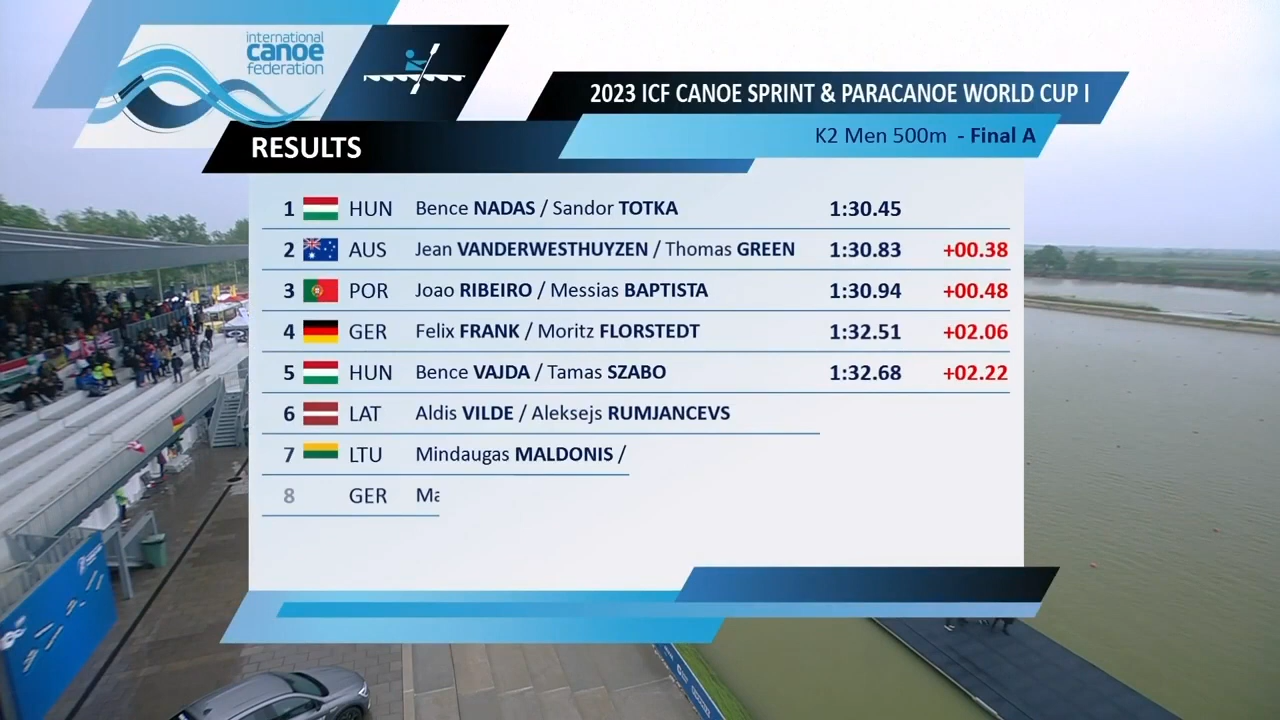 international
canoe
federation
2023 ICF CANOE SPRINT & PARACANOE WORLD CUP I
K2 Men 500m - Final A
RESULTS
1 HUN Bence NADAS / Sandor TOTKA 1:30.45
2 AUS Jean VANDERWESTHUYZEN / Thomas GREEN 1:30.83 +00.38
3 POR Joao RIBEIRO / Messias BAPTISTA 1:30.94 +00.48
4 GER Felix FRANK / Moritz FLORSTEDT 1:32.51 +02.06
5 HUN Bence VAJDA / Tamas SZABO 1:32.68 +02.22
6 LAT Aldis VILDE / Aleksejs RUMJANCEVS
7 LTU Mindaugas MALDONIS /
8 GER